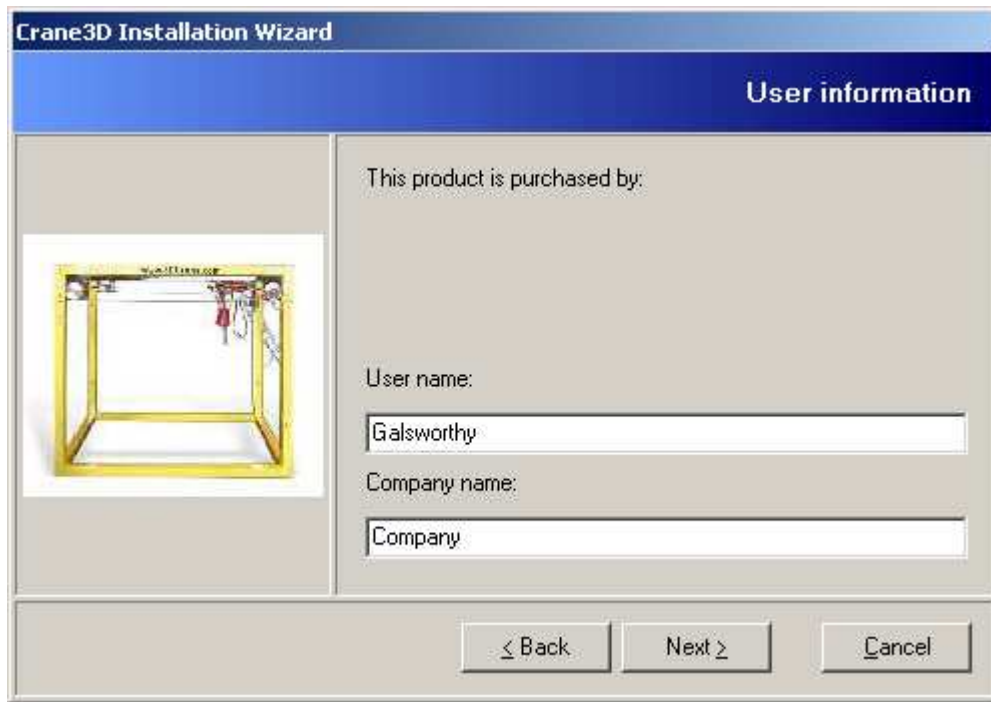 Crane3D Installation Wizard
User information
This product is purchased by:
User name:
Galsworthy
Company name:
Company
< Back
Next >
Cancel